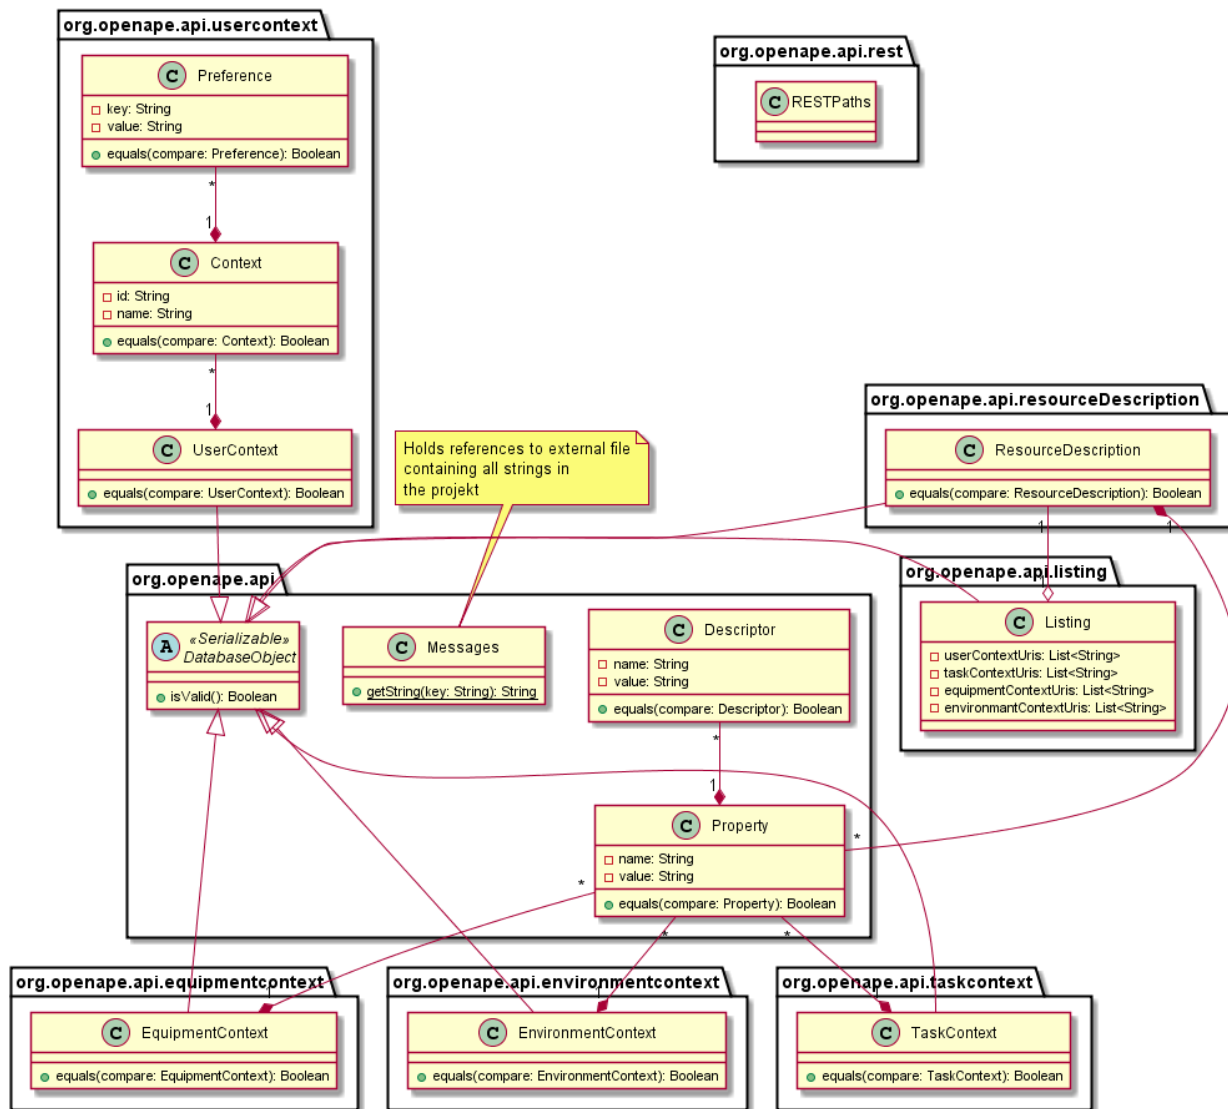 org.openape.api.usercontext
C Preference
key: String
value: String
equals(compare: Preference): Boolean
*
1
C Context
id: String
name: String
equals(compare: Context): Boolean
*
1
C UserContext
equals(compare: UserContext): Boolean
org.openape.api.rest
C RESTPaths
Holds references to external file
containing all strings in
the projekt
org.openape.api.resourceDescription
C ResourceDescription
equals(compare: ResourceDescription): Boolean
1
1
org.openape.api
A «Serializable»
DatabaseObject
isValid(): Boolean
C Messages
getString(key: String): String
C Descriptor
name: String
value: String
equals(compare: Descriptor): Boolean
*
1
org.openape.api.listing
1
C Listing
userContextUris: List<String>
taskContextUris: List<String>
equipmentContextUris: List<String>
environmantContextUris: List<String>
C Property
name: String
value: String
equals(compare: Property): Boolean
*
*
*
*
org.openape.api.equipmentcontext
1
C EquipmentContext
equals(compare: EquipmentContext): Boolean
org.openape.api.environmentcontext
1
C EnvironmentContext
equals(compare: EnvironmentContext): Boolean
org.openape.api.taskcontext
1
C TaskContext
equals(compare: TaskContext): Boolean